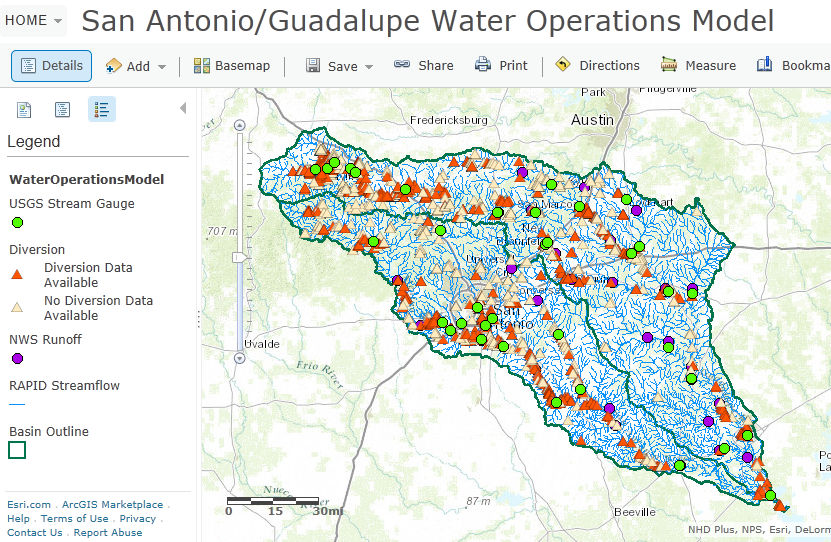 HOME
San Antonio/Guadalupe Water Operations Model
Details
Add
Basemap
Save
Share
Print
Directions
Measure
Bookma
Legend
WaterOperationsModel
USGS Stream Gauge
Diversion
Diversion Data
Available
No Diversion Data
Available
NWS Runoff
RAPID Streamflow
Basin Outline
Esri.com . ArcGIS Marketplace .
Help . Terms of Use . Privacy .
Contact Us . Report Abuse
Park
Pflugerville
Fredericksburg
Austin
707 m
Uvalde
Frio River
San
87 m
Beeville
0 15 30mi
NHD Plus, NPS, Esri, DeLorm